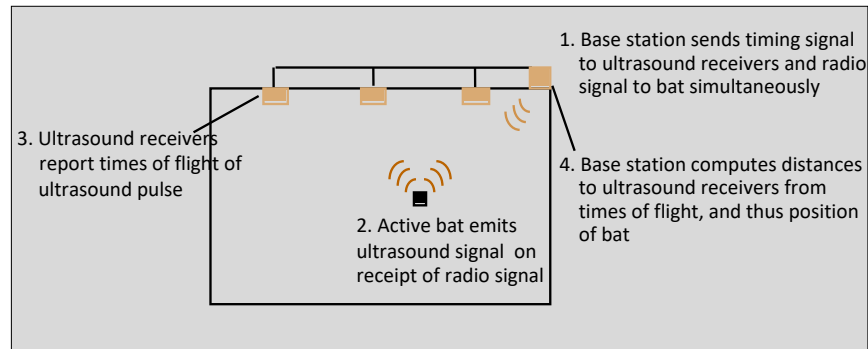 1. Base station sends timing signal
to ultrasound receivers and radio
signal to bat simultaneously
3. Ultrasound receivers
report times of flight of
ultrasound pulse
4. Base station computes distances
to ultrasound receivers from
times of flight, and thus position
of bat
2. Active bat emits
ultrasound signal on
receipt of radio signal